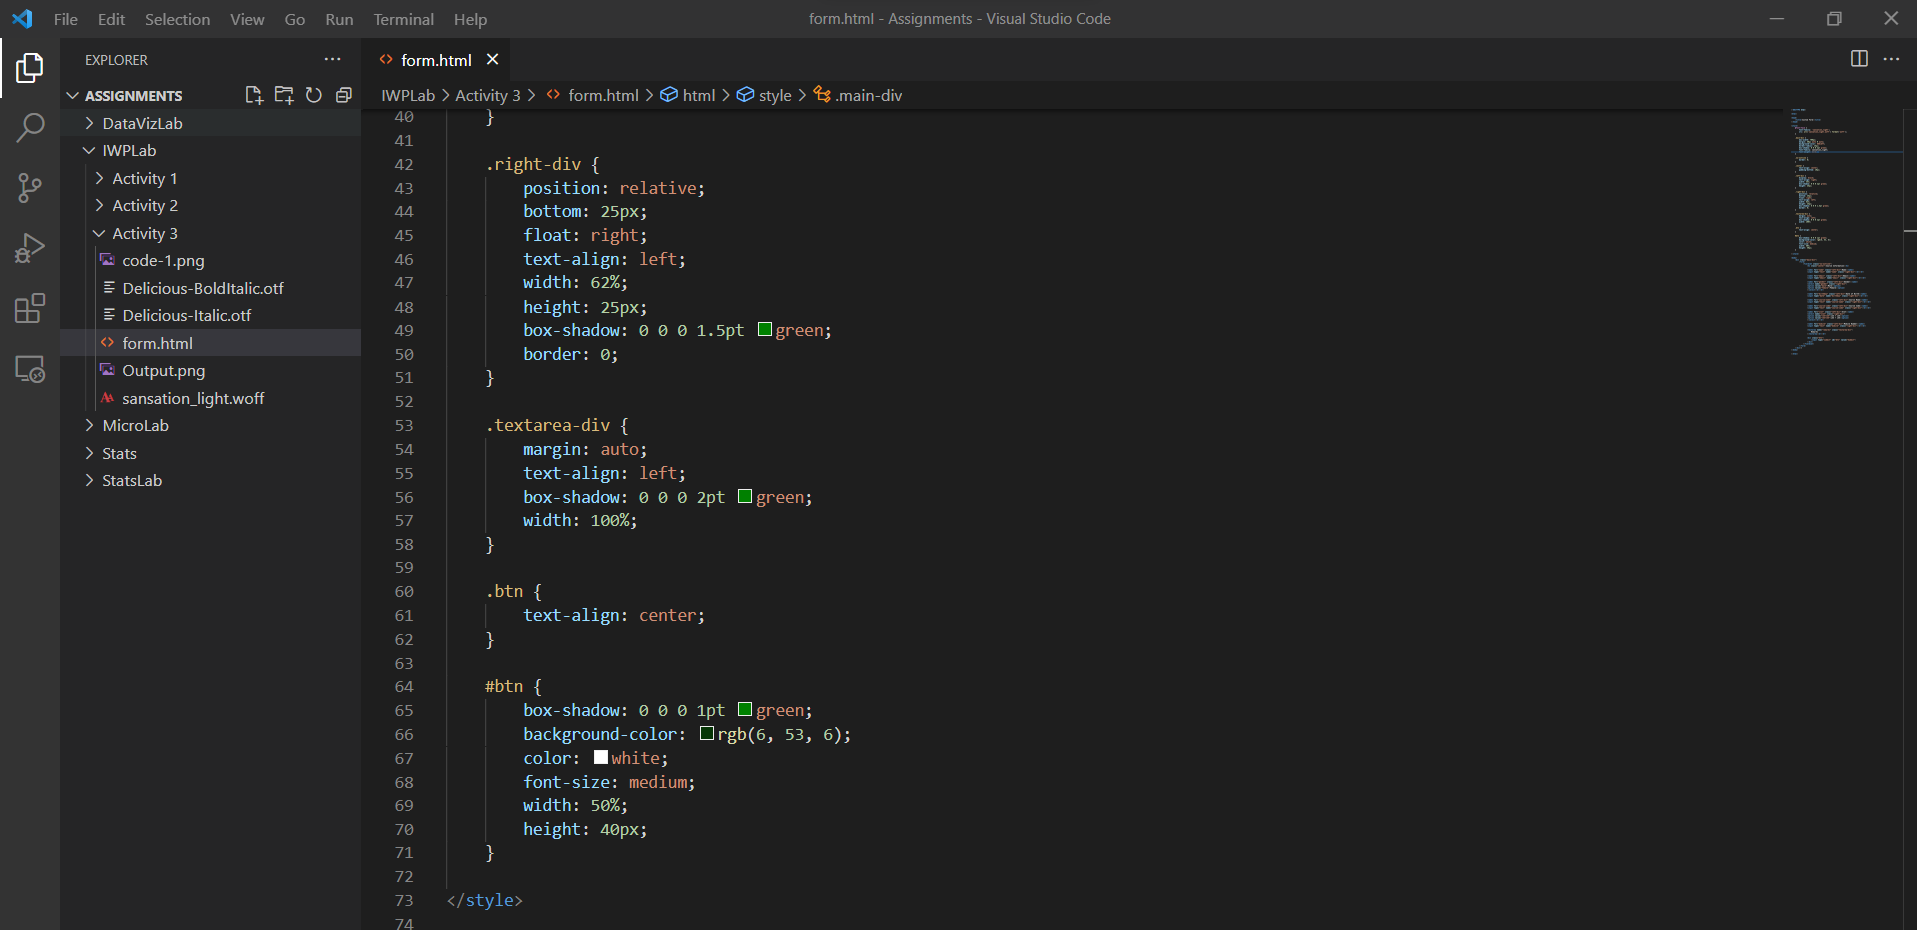 File Edit Selection View Go Run Terminal Help
form.html - Assignments - Visual Studio Code
EXPLORER
ASSIGNMENTS
DataVizLab
IWPLab
Activity 1
Activity 2
Activity 3
code-1.png
Delicious-BoldItalic.otf
Delicious-Italic.otf
form.html
Output.png
sansation_light.woff
MicroLab
Stats
StatsLab
form.html
IWPLab > Activity 3 > form.html > html > style > .main-div
40 }
41
42 .right-div {
43 position: relative;
44 bottom: 25px;
45 float: right;
46 text-align: left;
47 width: 62%;
48 height: 25px;
49 box-shadow: 0 0 0 1.5pt green;
50 border: 0;
51 }
52
53 .textarea-div {
54 margin: auto;
55 text-align: left;
56 box-shadow: 0 0 0 2pt green;
57 width: 100%;
58 }
59
60 .btn {
61 text-align: center;
62 }
63
64 #btn {
65 box-shadow: 0 0 0 1pt green;
66 background-color: rgb(6, 53, 6);
67 color: white;
68 font-size: medium;
69 width: 50%;
70 height: 40px;
71 }
72
73 </style>
74